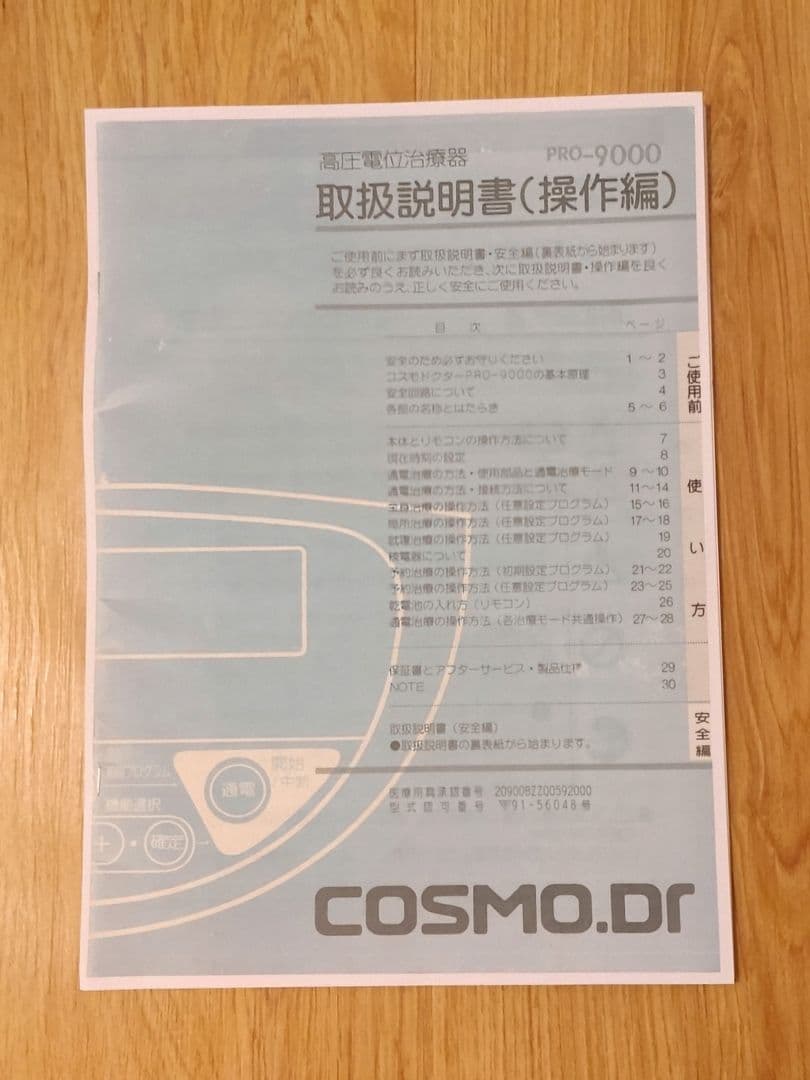 高圧電位治療器 PRO-9000
取扱説明書(操作編)
ご使用前にまず取扱説明書・安全編(裏表紙から始まります)
を必ず良くお読みいただき、次に取扱説明書・操作編を良く
お読みのうえ、正しく安全にご使用ください。
目 次 ページ
ご使用前
安全のため必ずお守りください 1〜2
コスモドクターPRO-9000の基本原理 3
安全回路について 4
各部の名称とはたらき 5〜6
使い方
本体とリモコンの操作方法について 7
現在時刻の設定 8
通電治療の方法・使用部品と通電治療モード 9〜10
通電治療の方法・接続方法について 11〜14
全身治療の操作方法(任意設定プログラム) 15〜16
局所治療の操作方法(任意設定プログラム) 17〜18
就寝治療の操作方法(任意設定プログラム) 19
検電器について 20
予約治療の操作方法(初期設定プログラム) 21〜22
予約治療の操作方法(任意設定プログラム) 23〜25
乾電池の入れ方(リモコン) 26
通電治療の操作方法(各治療モード共通操作) 27〜28
保証書とアフターサービス・製品仕様 29
NOTE 30
安全編
取扱説明書(安全編)
●取扱説明書の裏表紙から始まります。
プログラム
開始
/中断
通電
機能選択
+ ・ 確定
医療用具承認番号 20900BZZ00592000
型式認可番号 〒91-56048号
COSMO.Dr